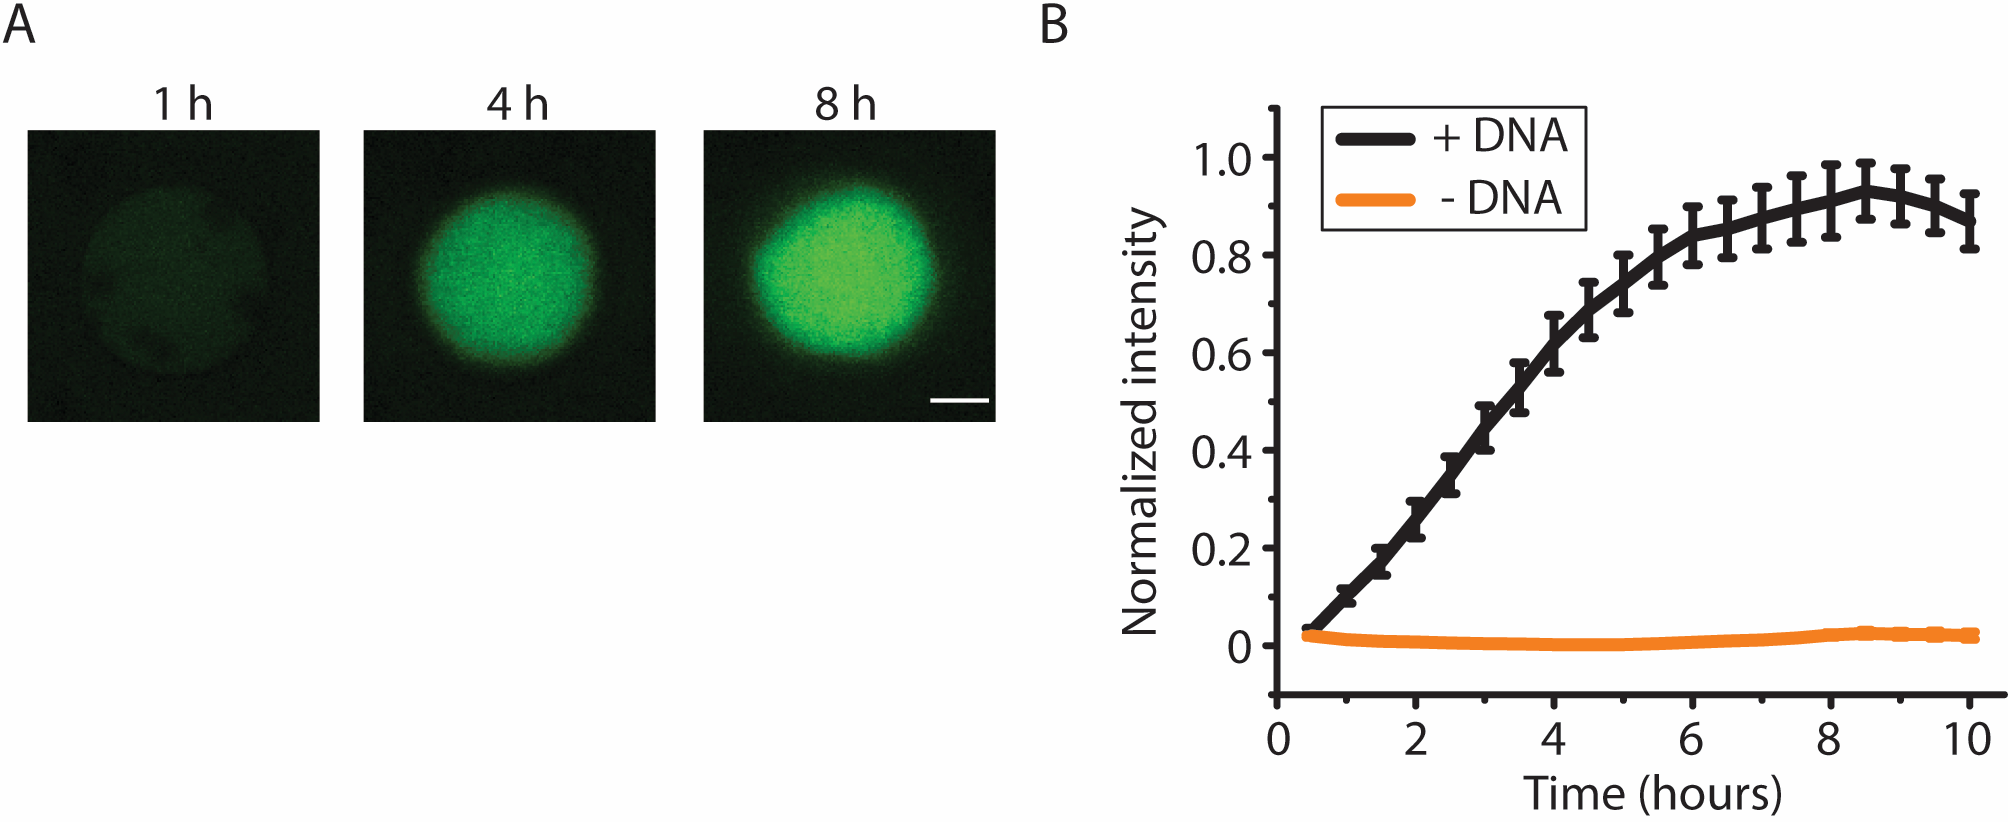 A
B
1 h
4 h
8 h
+ DNA
- DNA
Normalized intensity
1.0
0.8
0.6
0.4
0.2
0
0 2 4 6 8 10
Time (hours)